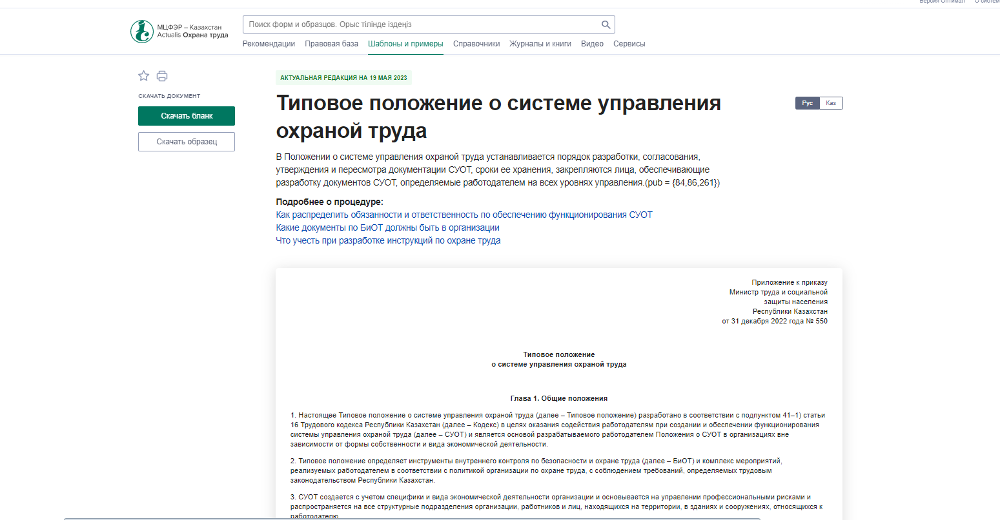 Версия Оптимал О систем
МЦФЭР – Казахстан
Actualis Охрана труда
Поиск форм и образцов. Орыс тілінде іздеңіз
Рекомендации Правовая база Шаблоны и примеры Справочники Журналы и книги Видео Сервисы
СКАЧАТЬ ДОКУМЕНТ
Скачать бланк
Скачать образец
АКТУАЛЬНАЯ РЕДАКЦИЯ НА 19 МАЯ 2023
Типовое положение о системе управления
охраной труда
Рус Каз
В Положении о системе управления охраной труда устанавливается порядок разработки, согласования,
утверждения и пересмотра документации СУОТ, сроки ее хранения, закрепляются лица, обеспечивающие
разработку документов СУОТ, определяемые работодателем на всех уровнях управления.(pub = {84,86,261})
Подробнее о процедуре:
Как распределить обязанности и ответственность по обеспечению функционирования СУОТ
Какие документы по БиОТ должны быть в организации
Что учесть при разработке инструкций по охране труда
Приложение к приказу
Министр труда и социальной
защиты населения
Республики Казахстан
от 31 декабря 2022 года № 550
Типовое положение
о системе управления охраной труда
Глава 1. Общие положения
1. Настоящее Типовое положение о системе управления охраной труда (далее – Типовое положение) разработано в соответствии с подпунктом 41–1) статьи
16 Трудового кодекса Республики Казахстан (далее – Кодекс) в целях оказания содействия работодателям при создании и обеспечении функционирования
системы управления охраной труда (далее – СУОТ) и является основой разрабатываемого работодателем Положения о СУОТ в организациях вне
зависимости от формы собственности и вида экономической деятельности.
2. Типовое положение определяет инструменты внутреннего контроля по безопасности и охране труда (далее – БиОТ) и комплекс мероприятий,
реализуемых работодателем в соответствии с политикой организации по охране труда, с соблюдением требований, определяемых трудовым
законодательством Республики Казахстан.
3. СУОТ создается с учетом специфики и вида экономической деятельности организации и основывается на управлении профессиональными рисками и
распространяется на все структурные подразделения организации, работников и лиц, находящихся на территории, в зданиях и сооружениях, относящихся к
работодателю.